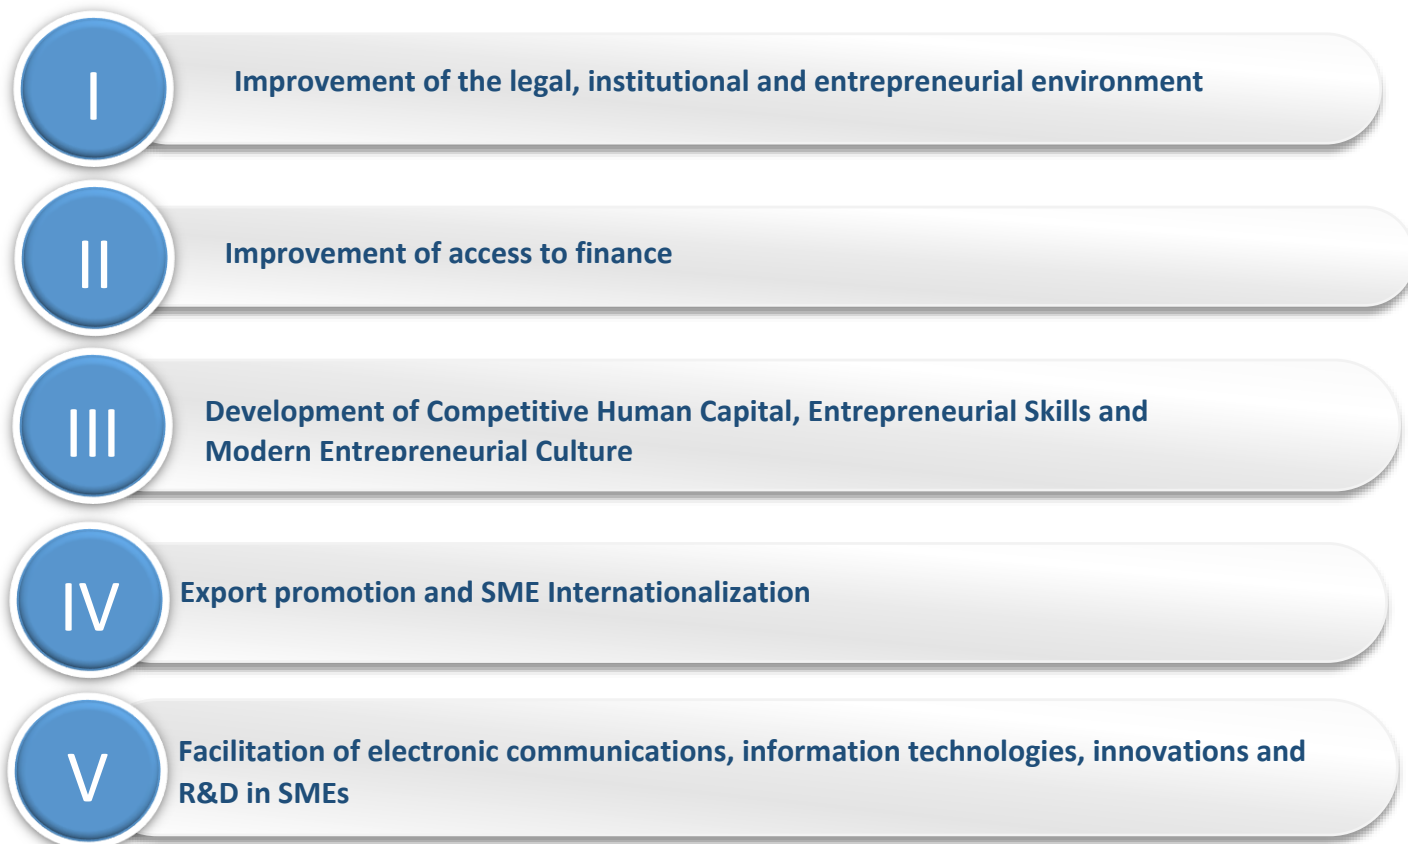 I
Improvement of the legal, institutional and entrepreneurial environment
II
Improvement of access to finance
III
Development of Competitive Human Capital, Entrepreneurial Skills and
Modern Entrepreneurial Culture
IV
Export promotion and SME Internationalization
V
Facilitation of electronic communications, information technologies, innovations and
R&D in SMEs